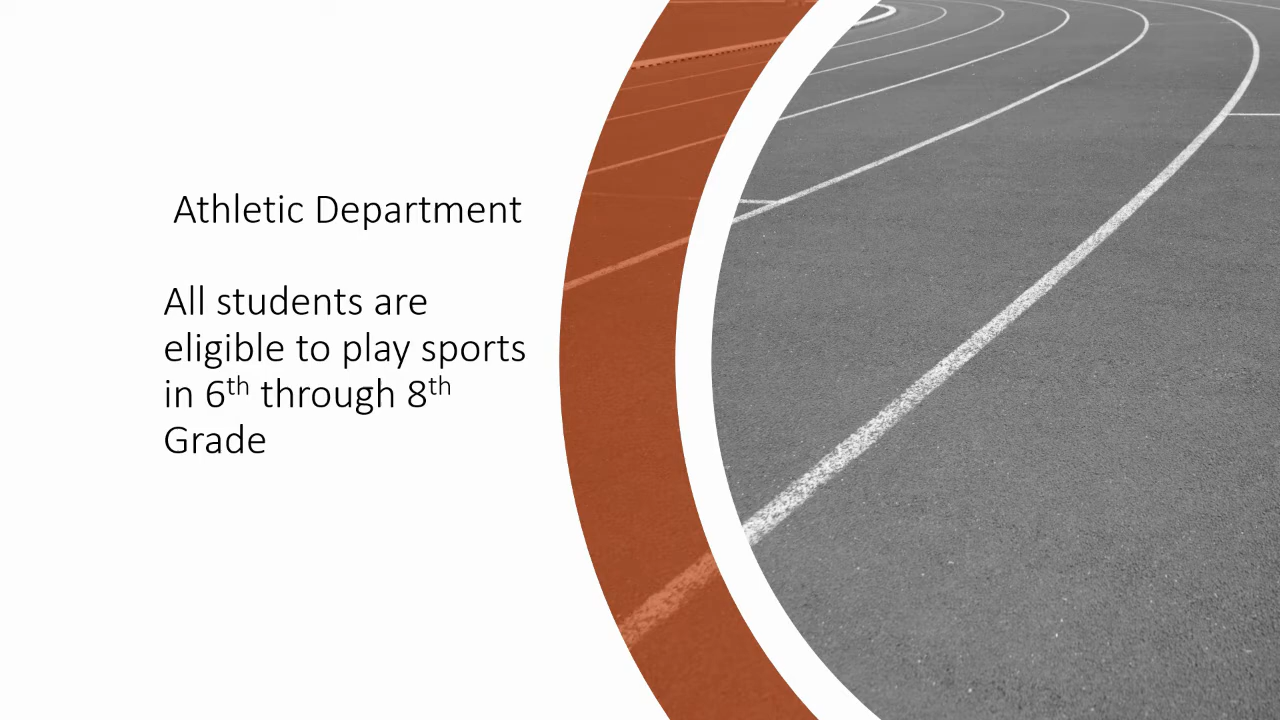 Athletic Department
All students are
eligible to play sports
in 6th through 8th
Grade